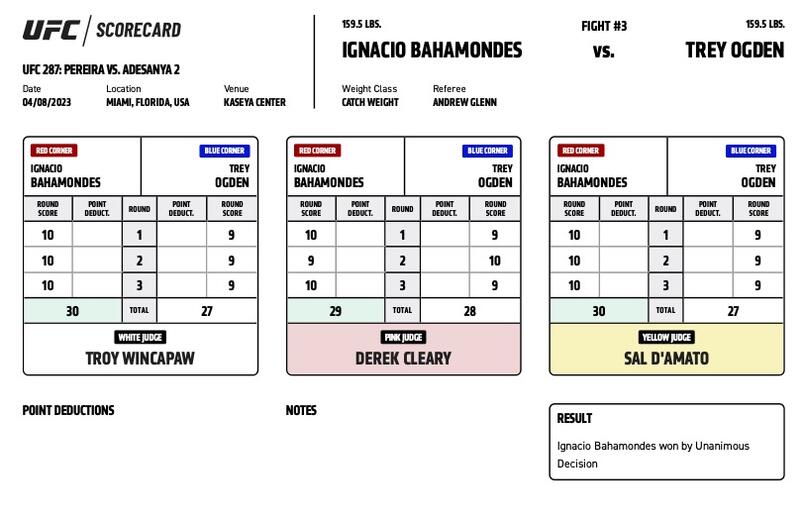 UFC SCORECARD
UFC 287: PEREIRA VS. ADESANYA 2
Date Location Venue
04/08/2023 MIAMI, FLORIDA, USA KASEYA CENTER
159.5 LBS. FIGHT #3 159.5 LBS.
IGNACIO BAHAMONDES VS. TREY OGDEN
Weight Class Referee
CATCH WEIGHT ANDREW GLENN
RED CORNER BLUE CORNER
IGNACIO TREY
BAHAMONDES OGDEN
ROUND SCORE POINT DEDUCT. ROUND POINT DEDUCT. ROUND SCORE
10 1 9
10 2 9
10 3 9
30 TOTAL 27
WHITE JUDGE
TROY WINCAPAW
RED CORNER BLUE CORNER
IGNACIO TREY
BAHAMONDES OGDEN
ROUND SCORE POINT DEDUCT. ROUND POINT DEDUCT. ROUND SCORE
10 1 9
9 2 10
10 3 9
29 TOTAL 28
PINK JUDGE
DEREK CLEARY
RED CORNER BLUE CORNER
IGNACIO TREY
BAHAMONDES OGDEN
ROUND SCORE POINT DEDUCT. ROUND POINT DEDUCT. ROUND SCORE
10 1 9
10 2 9
10 3 9
30 TOTAL 27
YELLOW JUDGE
SAL D'AMATO
POINT DEDUCTIONS
NOTES
RESULT
Ignacio Bahamondes won by Unanimous
Decision